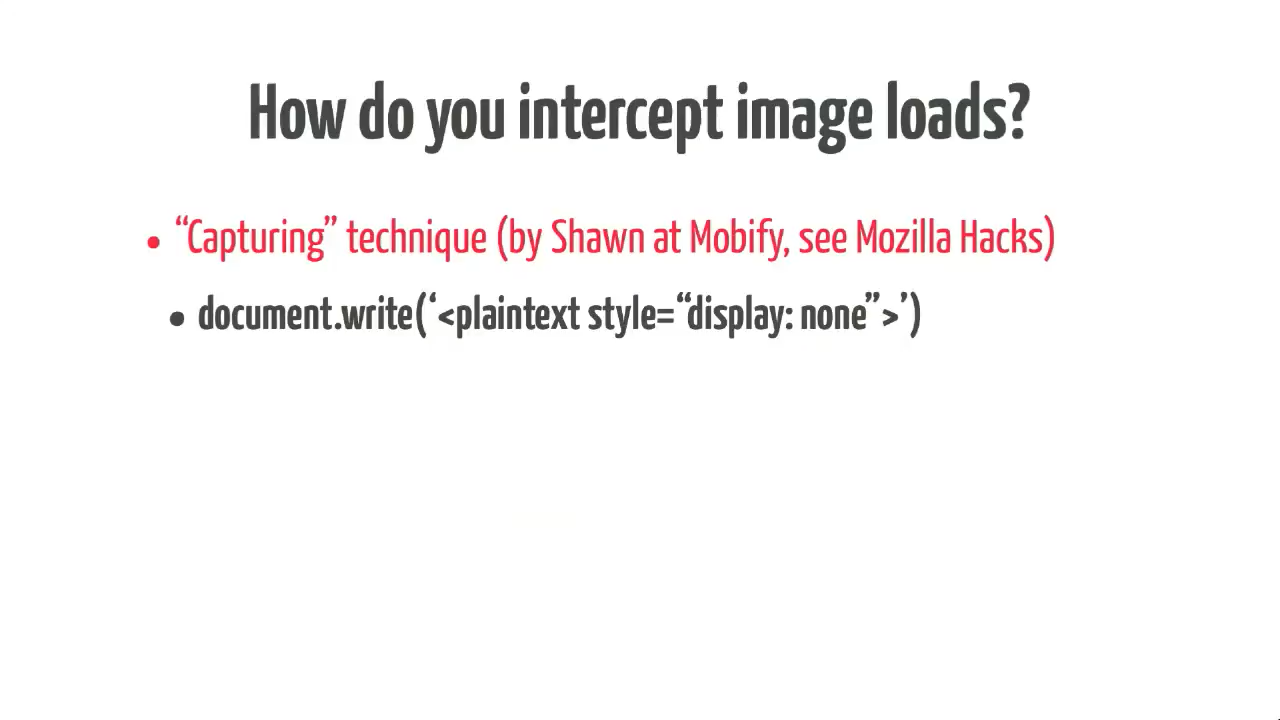 How do you intercept image loads?
• “Capturing” technique (by Shawn at Mobify, see Mozilla Hacks)
• document.write(‘<plaintext style=“display: none”>’)